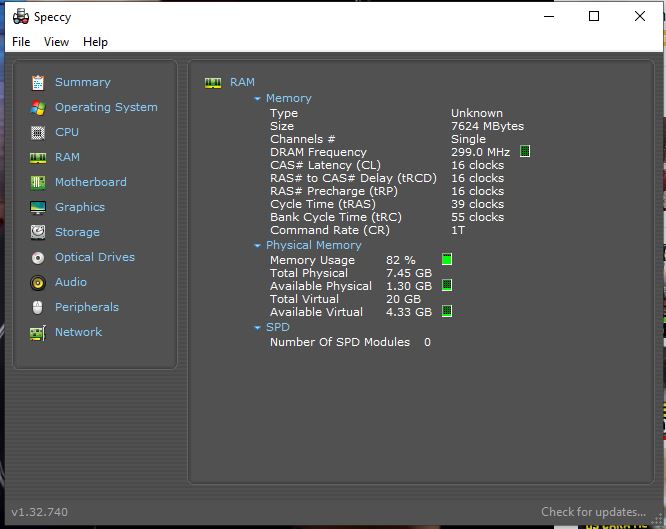 Speccy
File View Help
Summary
Operating System
CPU
RAM
Motherboard
Graphics
Storage
Optical Drives
Audio
Peripherals
Network
RAM
Memory
Type Unknown
Size 7624 MBytes
Channels # Single
DRAM Frequency 299.0 MHz
CAS# Latency (CL) 16 clocks
RAS# to CAS# Delay (tRCD) 16 clocks
RAS# Precharge (tRP) 16 clocks
Cycle Time (tRAS) 39 clocks
Bank Cycle Time (tRC) 55 clocks
Command Rate (CR) 1T
Physical Memory
Memory Usage 82 %
Total Physical 7.45 GB
Available Physical 1.30 GB
Total Virtual 20 GB
Available Virtual 4.33 GB
SPD
Number Of SPD Modules 0
v1.32.740
Check for updates...